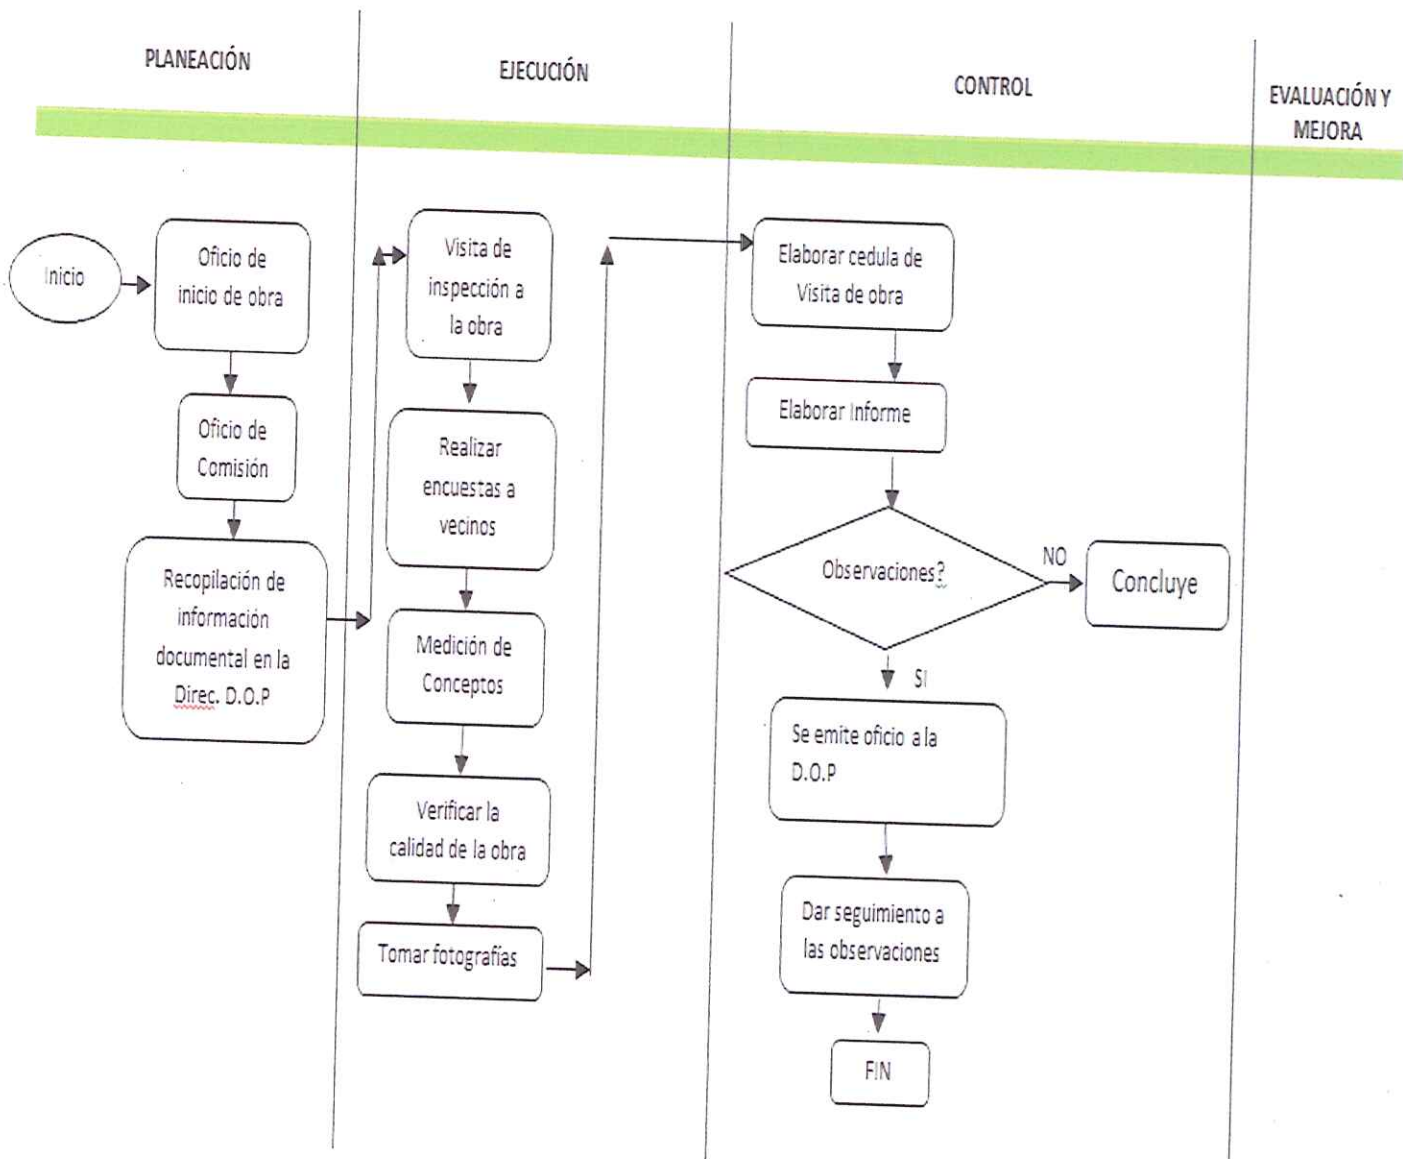 PLANEACIÓN
EJECUCIÓN
CONTROL
EVALUACIÓN Y
MEJORA
Inicio
Oficio de
inicio de obra
Oficio de
Comisión
Recopilación de
información
documental en la
Direc. D.O.P
Visita de
inspección a
la obra
Realizar
encuestas a
vecinos
Medición de
Conceptos
Verificar la
calidad de la obra
Tomar fotografías
Elaborar cedula de
Visita de obra
Elaborar Informe
Observaciones?
NO
Concluye
SI
Se emite oficio a la
D.O.P
Dar seguimiento a
las observaciones
FIN